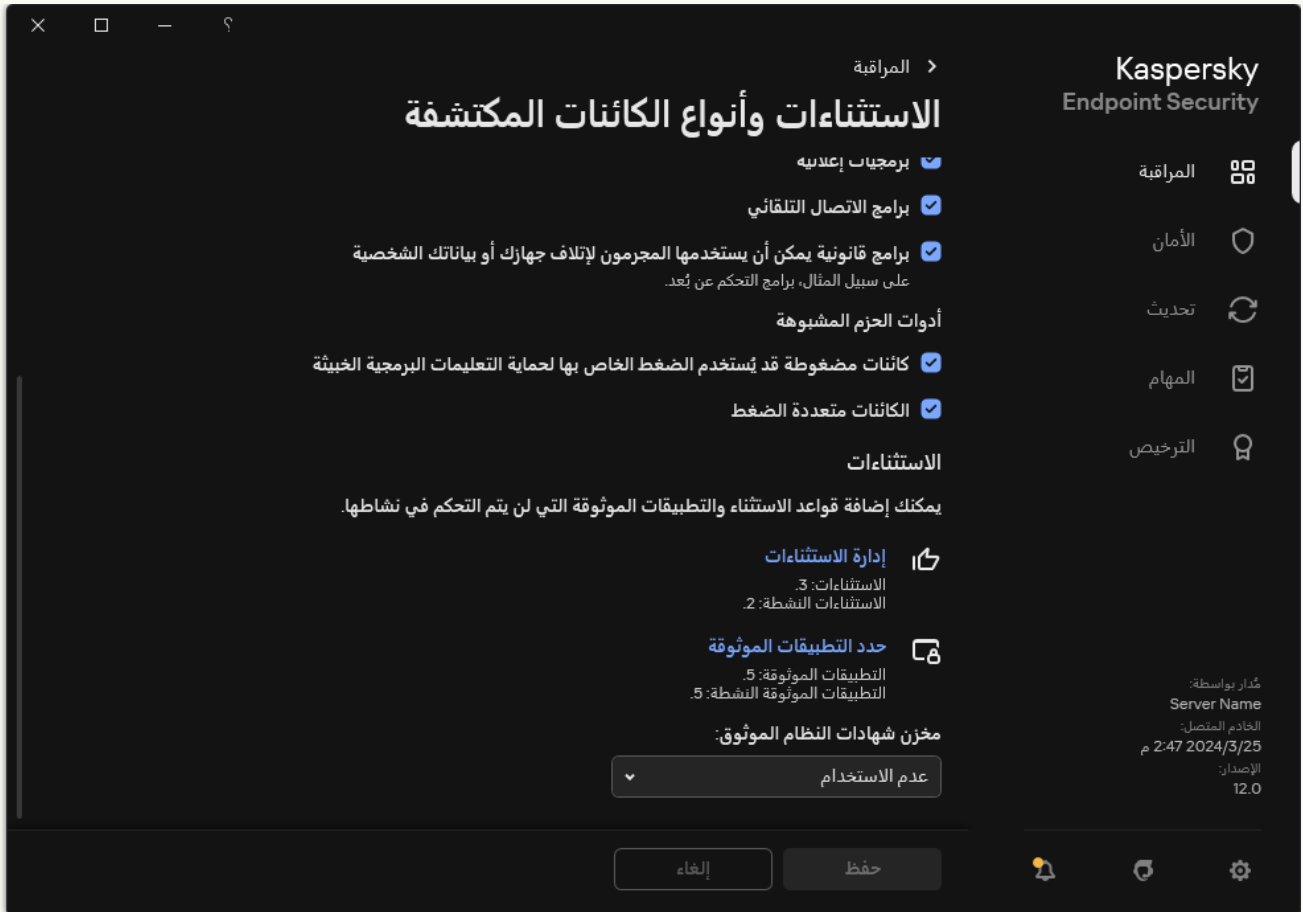 ؟
Kaspersky
Endpoint Security
المراقبة
الأمان
تحديث
المهام
الترخيص
مُدار بواسطة:
Server Name
الخادم المتصل:
2024/3/25 2:47 م
الإصدار:
12.0
المراقبة
الاستثناءات وأنواع الكائنات المكتشفة
برمجيات إعلانية
برامج الاتصال التلقائي
برامج قانونية يمكن أن يستخدمها المجرمون لإتلاف جهازك أو بياناتك الشخصية
على سبيل المثال، برامج التحكم عن بُعد.
أدوات الحزم المشبوهة
كائنات مضغوطة قد يُستخدم الضغط الخاص بها لحماية التعليمات البرمجية الخبيثة
الكائنات متعددة الضغط
الاستثناءات
يمكنك إضافة قواعد الاستثناء والتطبيقات الموثوقة التي لن يتم التحكم في نشاطها.
إدارة الاستثناءات
الاستثناءات: 3.
الاستثناءات النشطة: 2.
حدد التطبيقات الموثوقة
التطبيقات الموثوقة: 5.
التطبيقات الموثوقة النشطة: 5.
مخزن شهادات النظام الموثوق:
عدم الاستخدام
حفظ
إلغاء